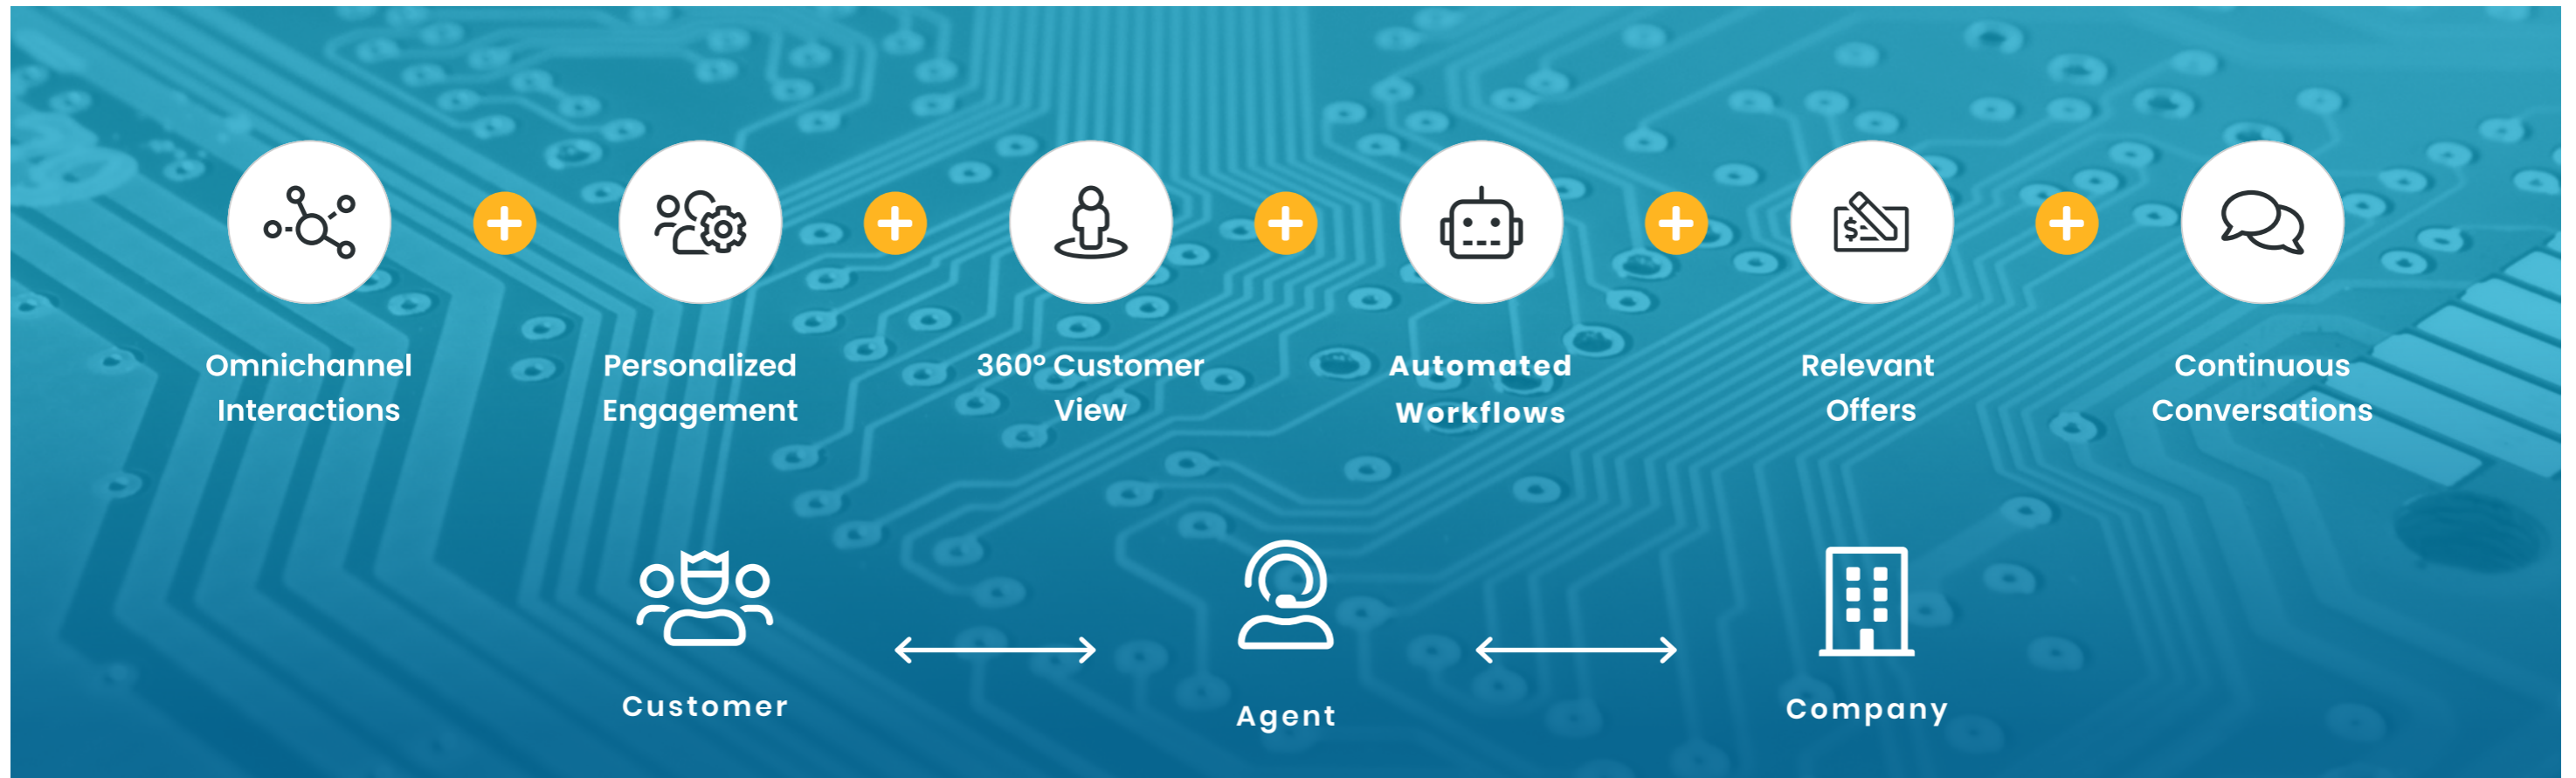 Omnichannel
Interactions
Personalized
Engagement
360° Customer
View
Automated
Workflows
Relevant
Offers
Continuous
Conversations
Customer
Agent
Company